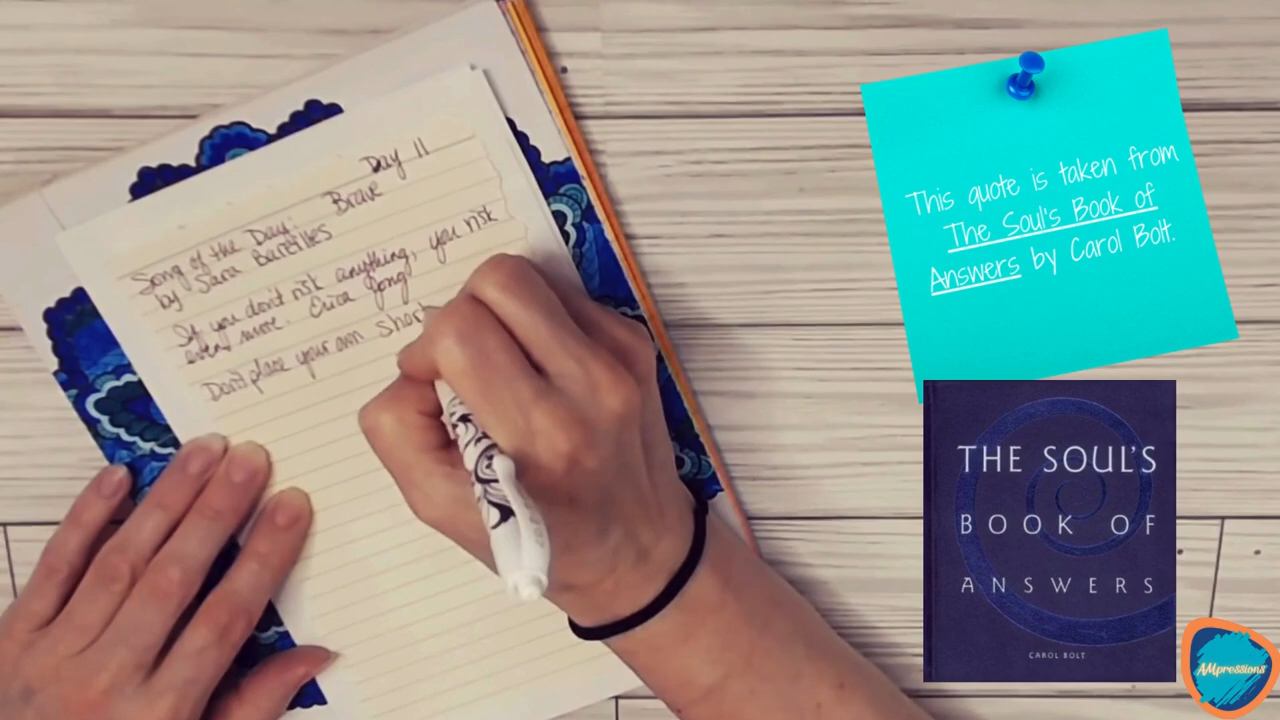 Day 11
Song of the Day: Brave
by Sara Bareilles
If you don't risk anything, you risk
even more. Erica Jong
Don't place your own short
This quote is taken from
The Soul's Book of
Answers by Carol Bolt.
THE SOUL'S
BOOK OF
ANSWERS
CAROL BOLT
AMpressions